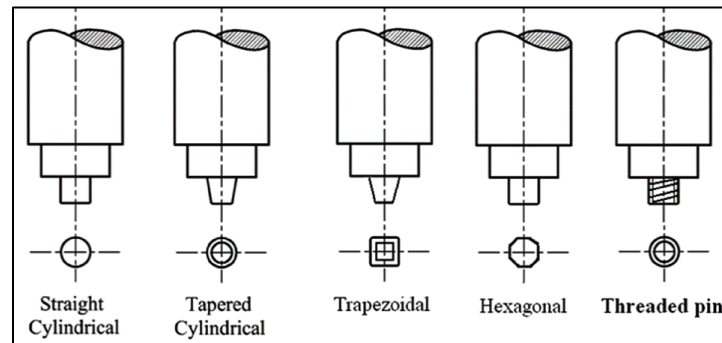 Straight
Cylindrical
Tapered
Cylindrical
Trapezoidal
Hexagonal
Threaded pin